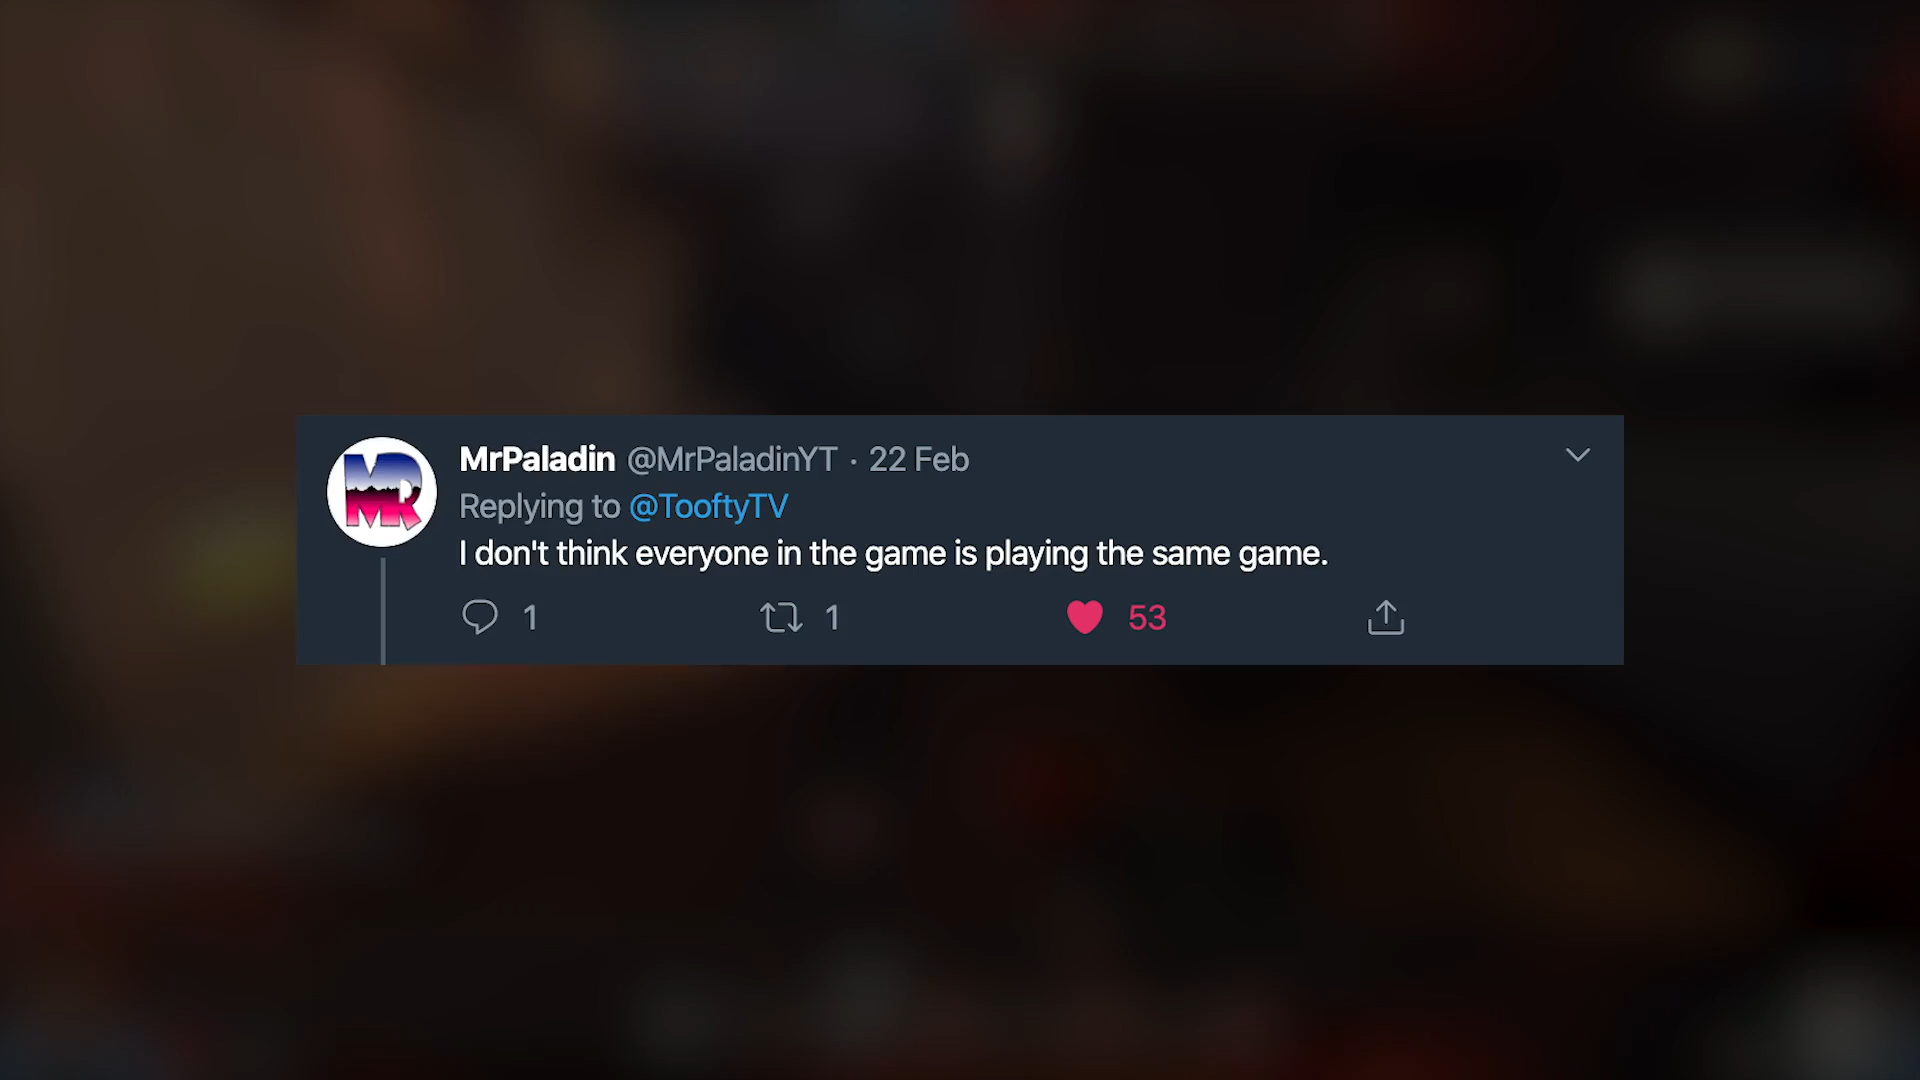 MrPaladin @MrPaladinYT · 22 Feb
Replying to @TooftyTV
I don't think everyone in the game is playing the same game.
1 1 53